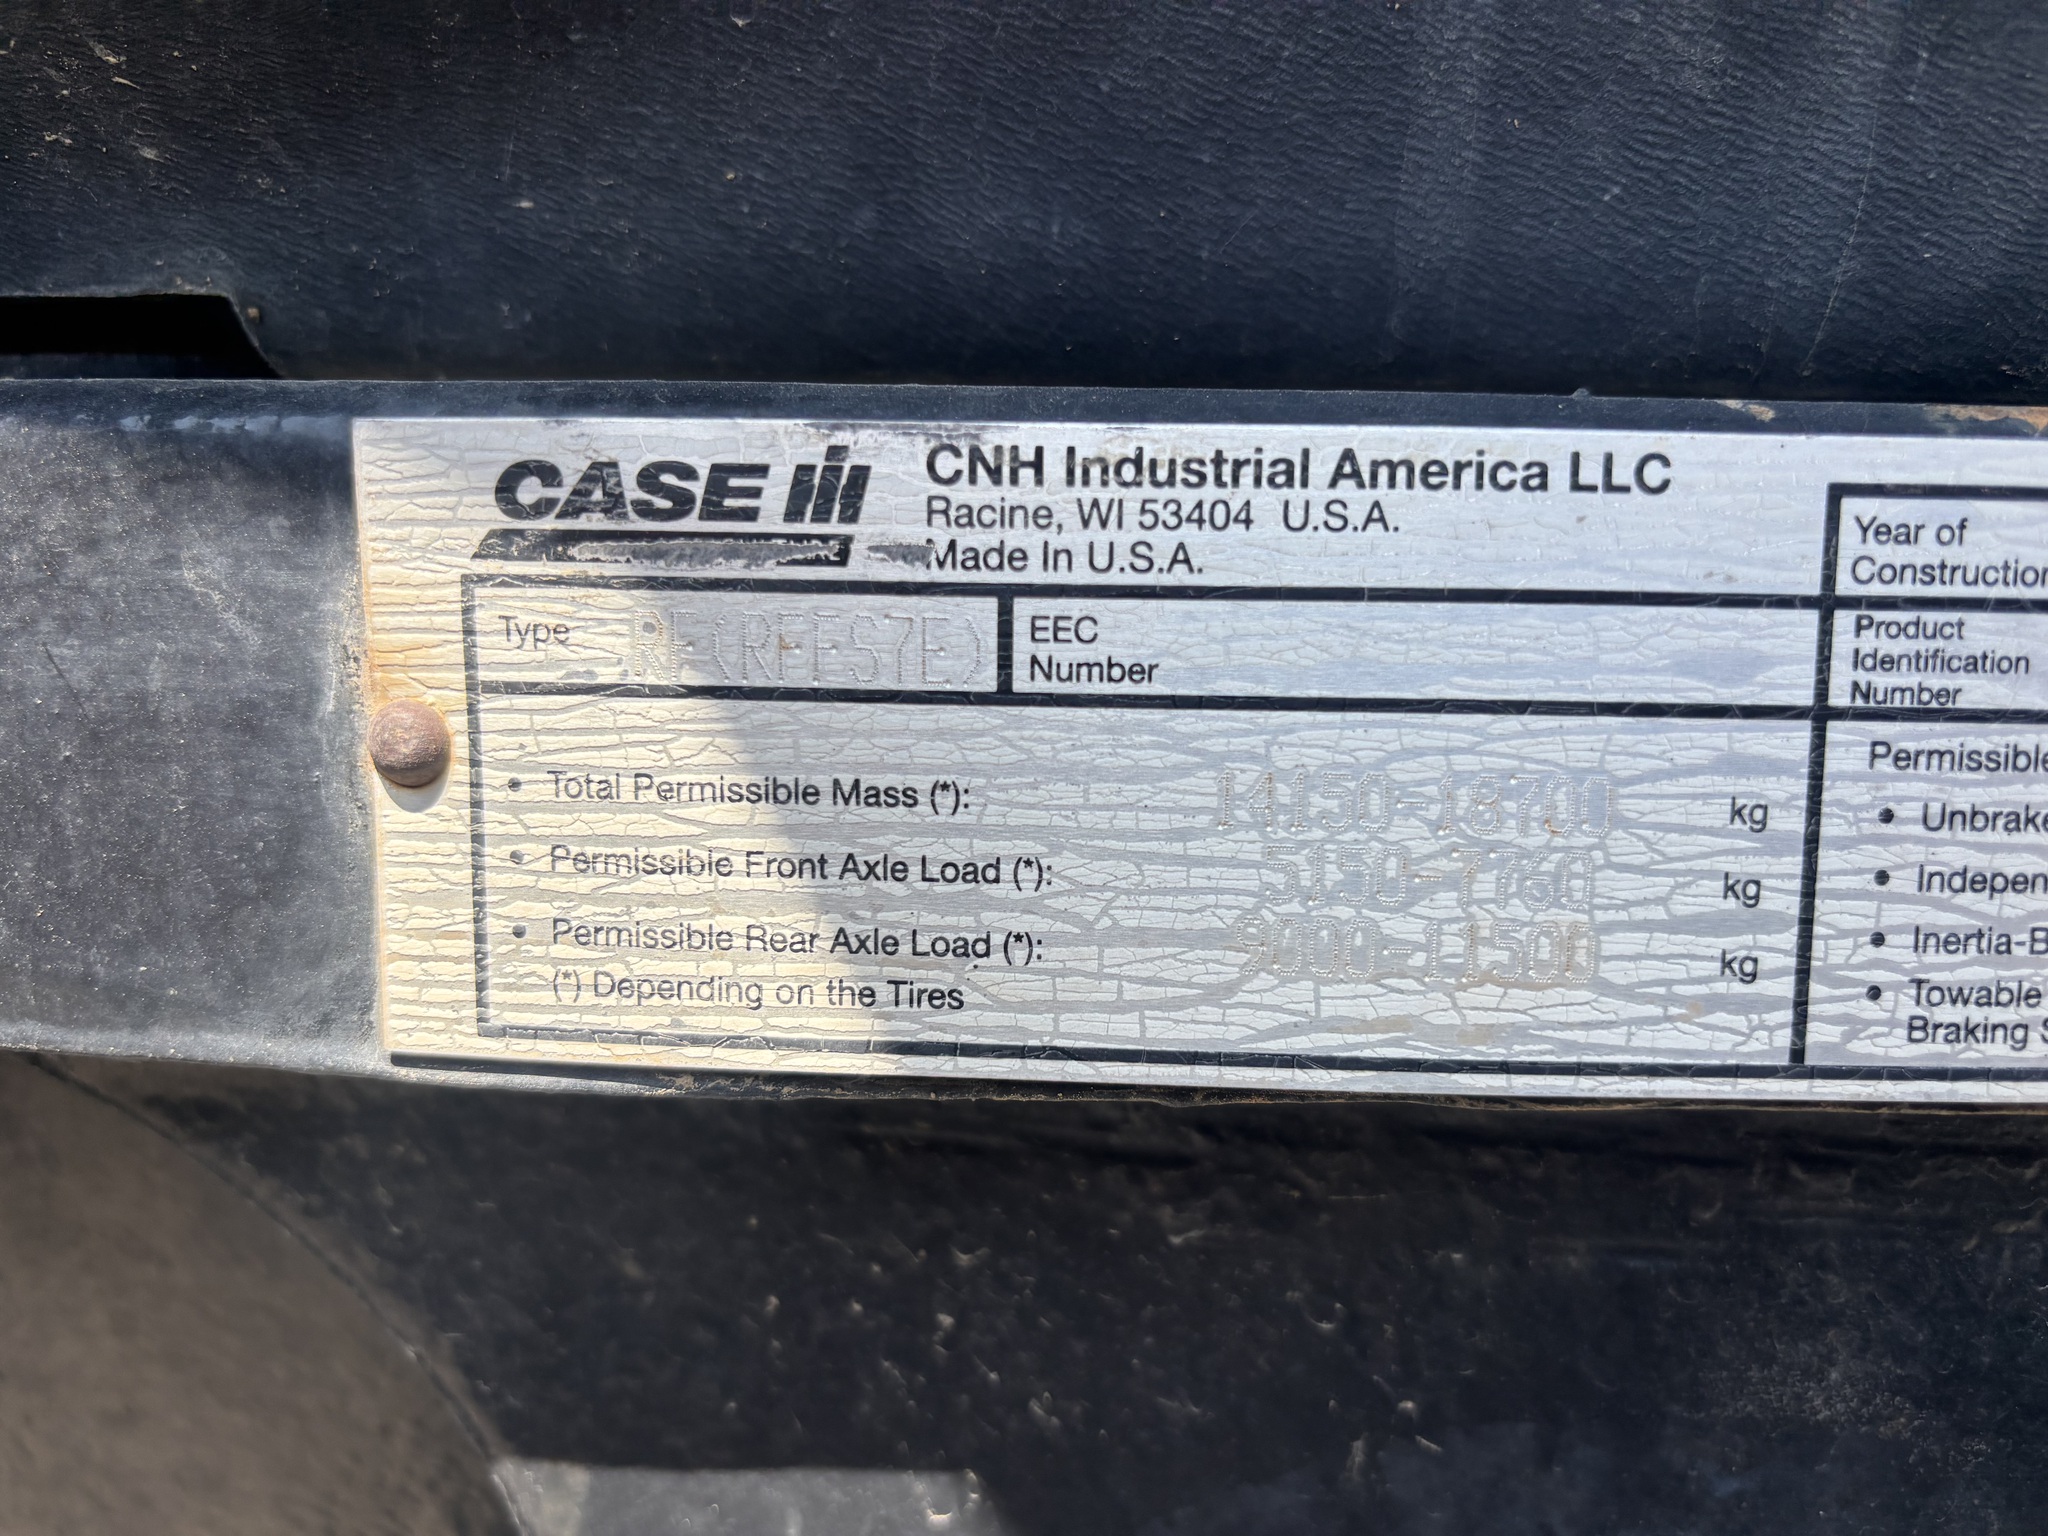 CASE IH
CNH Industrial America LLC
Racine, WI 53404 U.S.A.
Made In U.S.A.
Type RF(RFFS7E)
EEC
Number
Year of
Construction
Product
Identification
Number
• Total Permissible Mass (*): 14150-18700 kg
• Permissible Front Axle Load (*): 5150-7760 kg
• Permissible Rear Axle Load (*): 9000-11500 kg
(*) Depending on the Tires
Permissible
• Unbrake
• Indepen
• Inertia-B
• Towable
Braking S